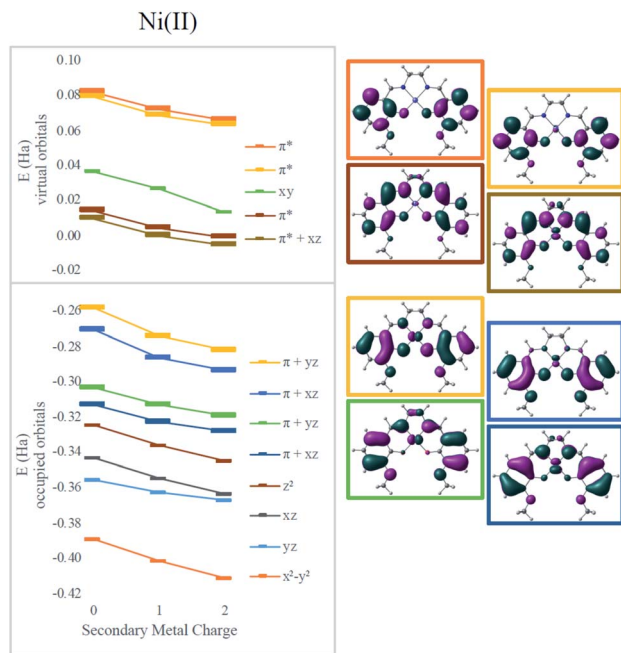 Ni(II)
0.10
0.08
0.06
0.04
0.02
0.00
-0.02
E (Ha)
virtual orbitals
π*
π*
xy
π*
π* + xz
-0.26
-0.28
-0.30
-0.32
-0.34
-0.36
-0.38
-0.40
-0.42
E (Ha)
occupied orbitals
π + yz
π + xz
π + yz
π + xz
z²
xz
yz
x²-y²
0 1 2
Secondary Metal Charge